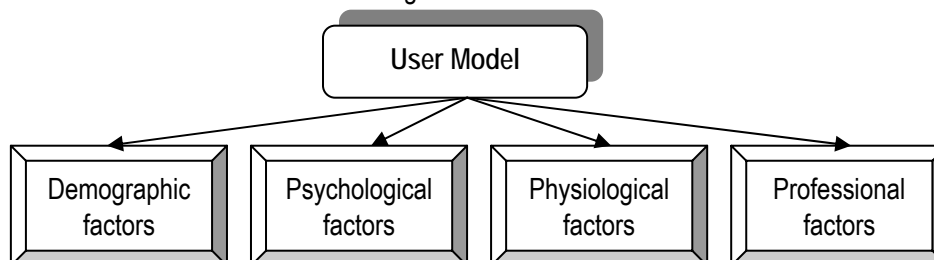 User Model
Demographic
factors
Psychological
factors
Physiological
factors
Professional
factors